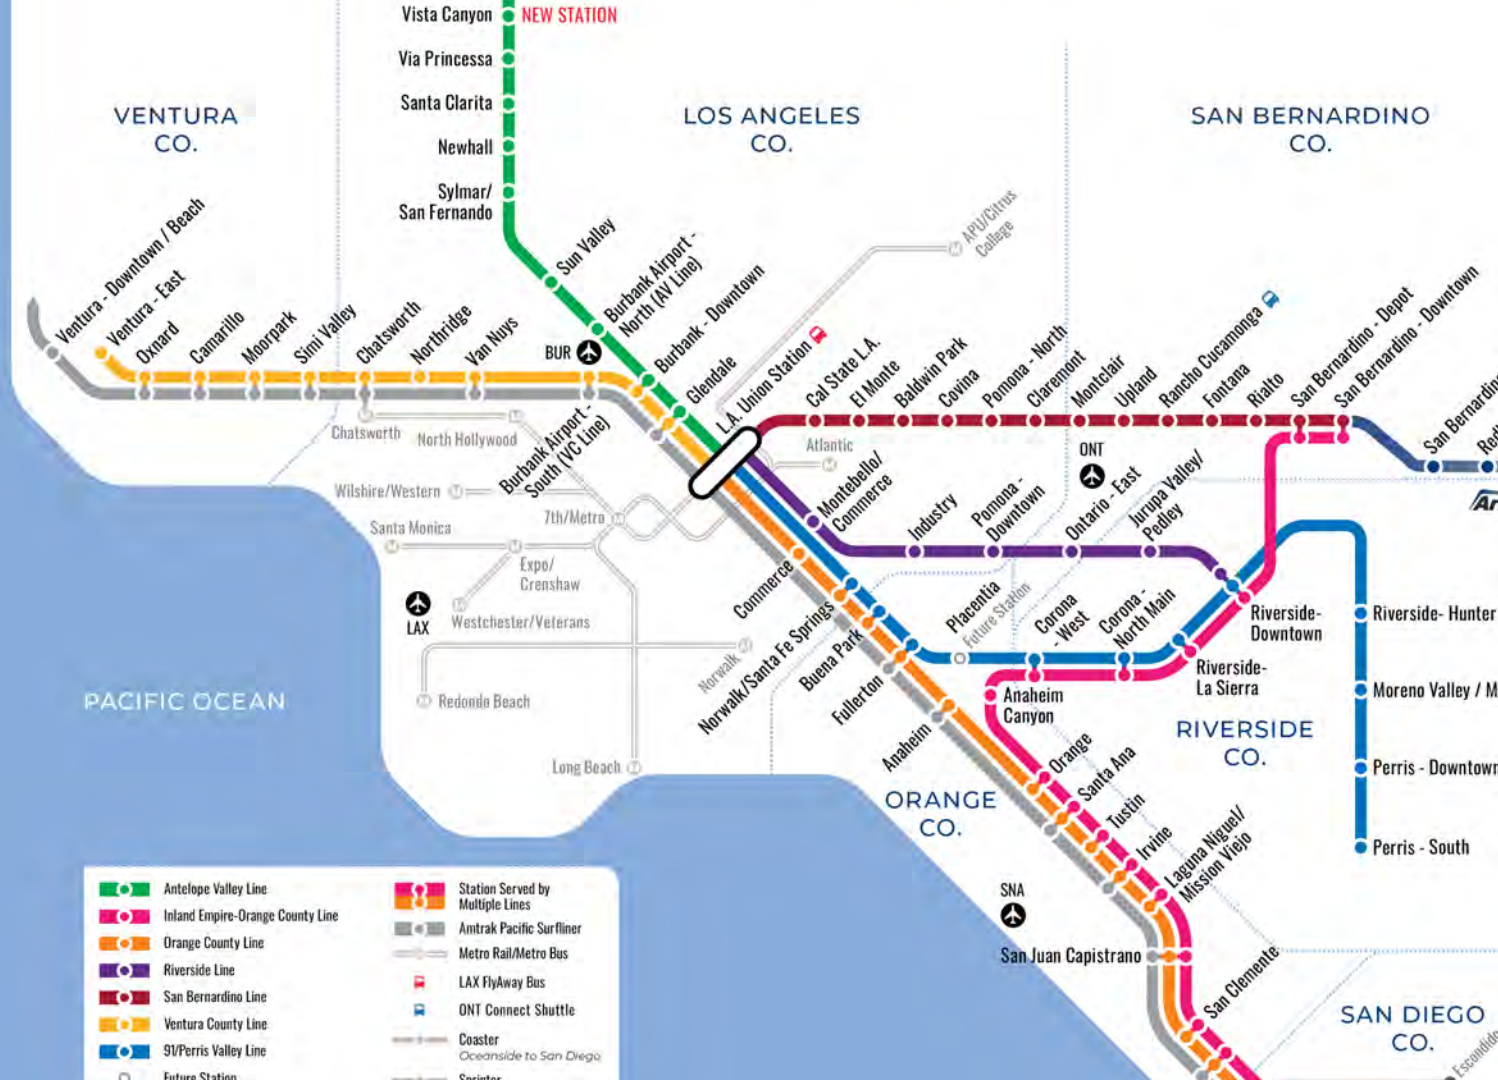 Vista Canyon
NEW STATION
Via Princessa
Santa Clarita
Newhall
Sylmar/
San Fernando
VENTURA
CO.
LOS ANGELES
CO.
SAN BERNARDINO
CO.
Sun Valley
Burbank Airport -
North (AV Line)
Burbank - Downtown
Glendale
L.A. Union Station
APU/Citrus
College
Ventura - Downtown / Beach
Ventura - East
Oxnard
Camarillo
Moorpark
Simi Valley
Chatsworth
Northridge
Van Nuys
BUR
Burbank Airport -
South (VC Line)
Cal State L.A.
El Monte
Baldwin Park
Covina
Pomona - North
Claremont
Montclair
Upland
Rancho Cucamonga
Fontana
Rialto
San Bernardino - Depot
San Bernardino - Downtown
San Bernardino
Redl
Ar
Chatsworth
North Hollywood
Wilshire/Western
7th/Metro
Santa Monica
Expo/
Crenshaw
LAX
Westchester/Veterans
Norwalk
Redondo Beach
Long Beach
Atlantic
Montebello/
Commerce
Industry
Pomona -
Downtown
ONT
Ontario - East
Jurupa Valley/
Pedley
Commerce
Norwalk/Santa Fe Springs
Buena Park
Fullerton
Anaheim
Placentia
Future Station
Corona
- West
Corona -
North Main
Riverside-
Downtown
Riverside-
La Sierra
Riverside- Hunter
Moreno Valley / M
Perris - Downtown
Perris - South
PACIFIC OCEAN
RIVERSIDE
CO.
Anaheim
Canyon
Orange
Santa Ana
Tustin
Irvine
Laguna Niguel/
Mission Viejo
ORANGE
CO.
SNA
San Juan Capistrano
San Clemente
SAN DIEGO
CO.
Escondido
Antelope Valley Line
Inland Empire-Orange County Line
Orange County Line
Riverside Line
San Bernardino Line
Ventura County Line
91/Perris Valley Line
Future Station
Station Served by
Multiple Lines
Amtrak Pacific Surfliner
Metro Rail/Metro Bus
LAX FlyAway Bus
ONT Connect Shuttle
Coaster
Oceanside to San Diego
Sprinter